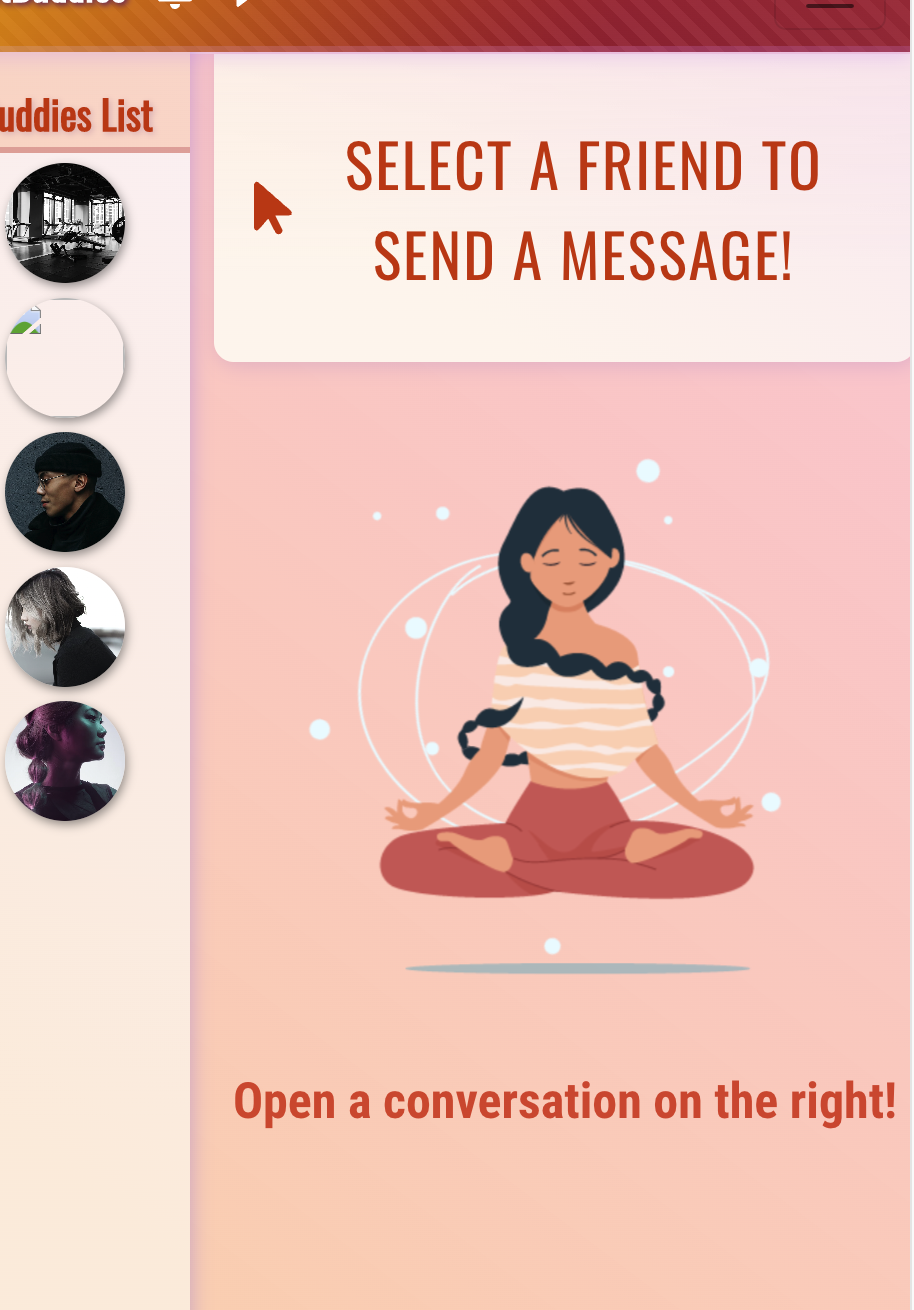 uddies List
SELECT A FRIEND TO
SEND A MESSAGE!
Open a conversation on the right!